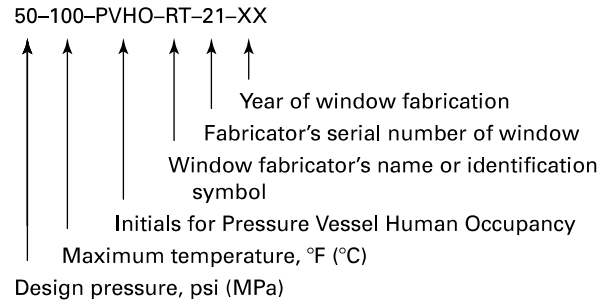 50–100–PVHO–RT–21–XX
Year of window fabrication
Fabricator’s serial number of window
Window fabricator’s name or identification
symbol
Initials for Pressure Vessel Human Occupancy
Maximum temperature, °F (°C)
Design pressure, psi (MPa)